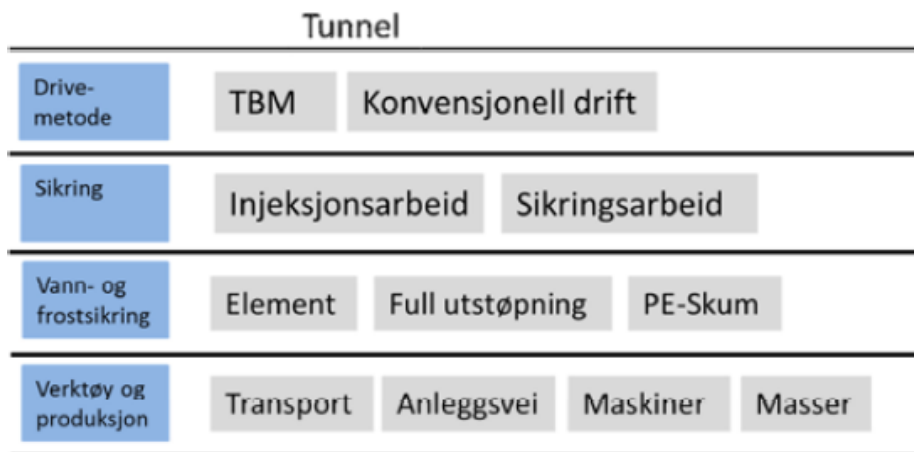 Tunnel
Drive-
metode
TBM
Konvensjonell drift
Sikring
Injeksjonsarbeid
Sikringsarbeid
Vann- og
frostsikring
Element
Full utstøpning
PE-Skum
Verktøy og
produksjon
Transport
Anleggsvei
Maskiner
Masser